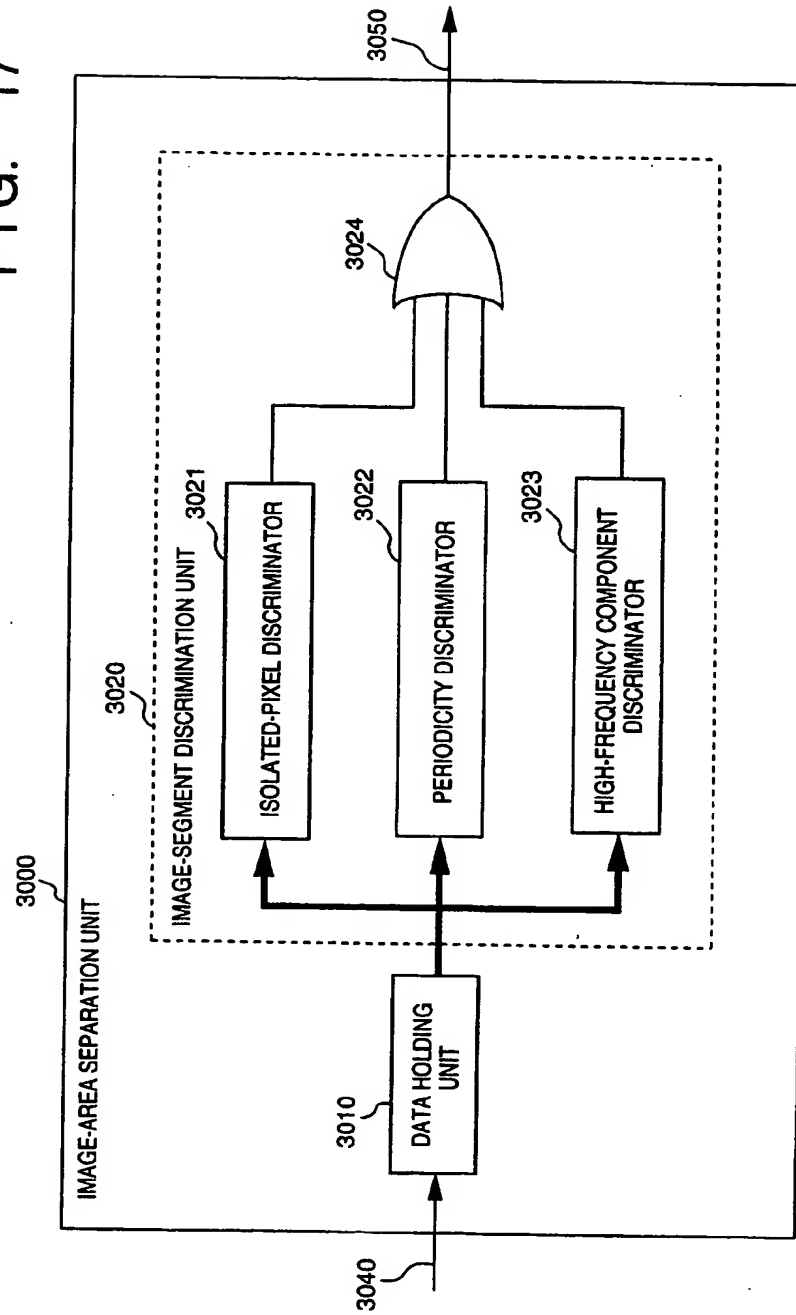 FIG. 17
3000
IMAGE-AREA SEPARATION UNIT
3020
IMAGE-SEGMENT DISCRIMINATION UNIT
3021
ISOLATED-PIXEL DISCRIMINATOR
3022
PERIODICITY DISCRIMINATOR
3023
HIGH-FREQUENCY COMPONENT
DISCRIMINATOR
3024
3010
DATA HOLDING
UNIT
3040
3050